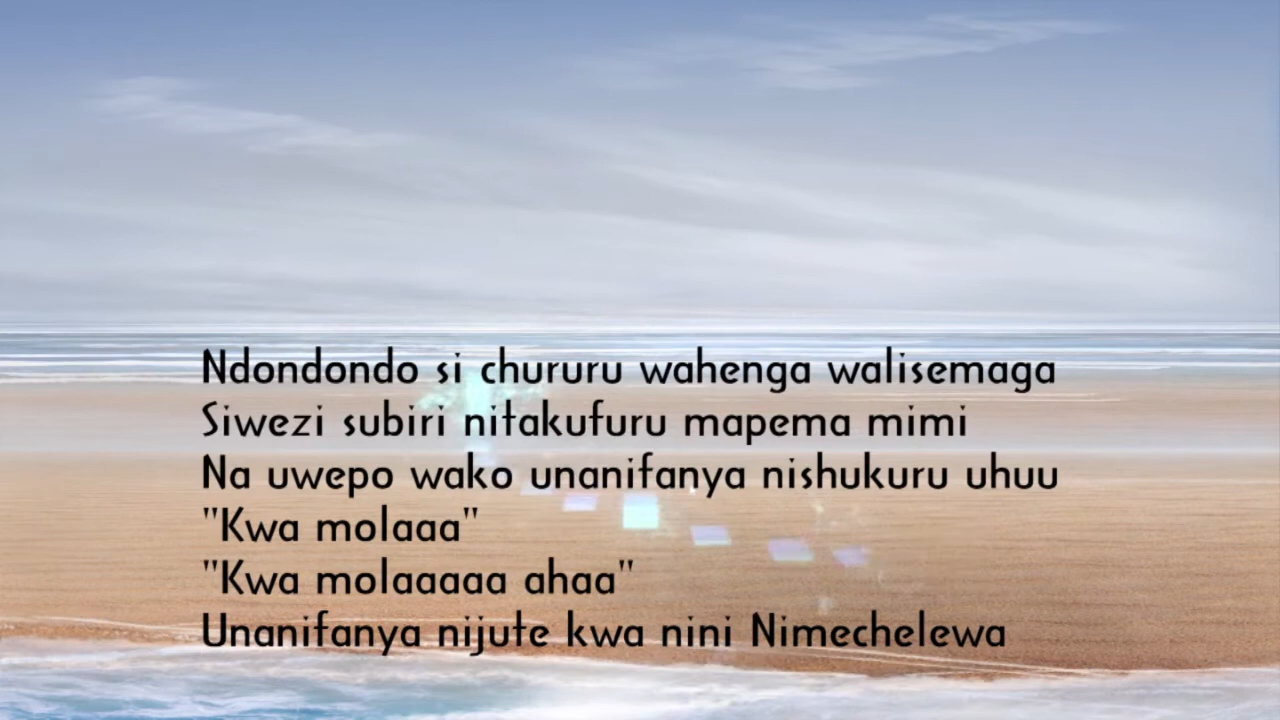 Ndondondo si chururu wahenga walisemaga
Siwezi subiri nitakufuru mapema mimi
Na uwepo wako unanifanya nishukuru uhuu
"Kwa molaaa"
"Kwa molaaaaa ahaa"
Unanifanya nijute kwa nini Nimechelewa